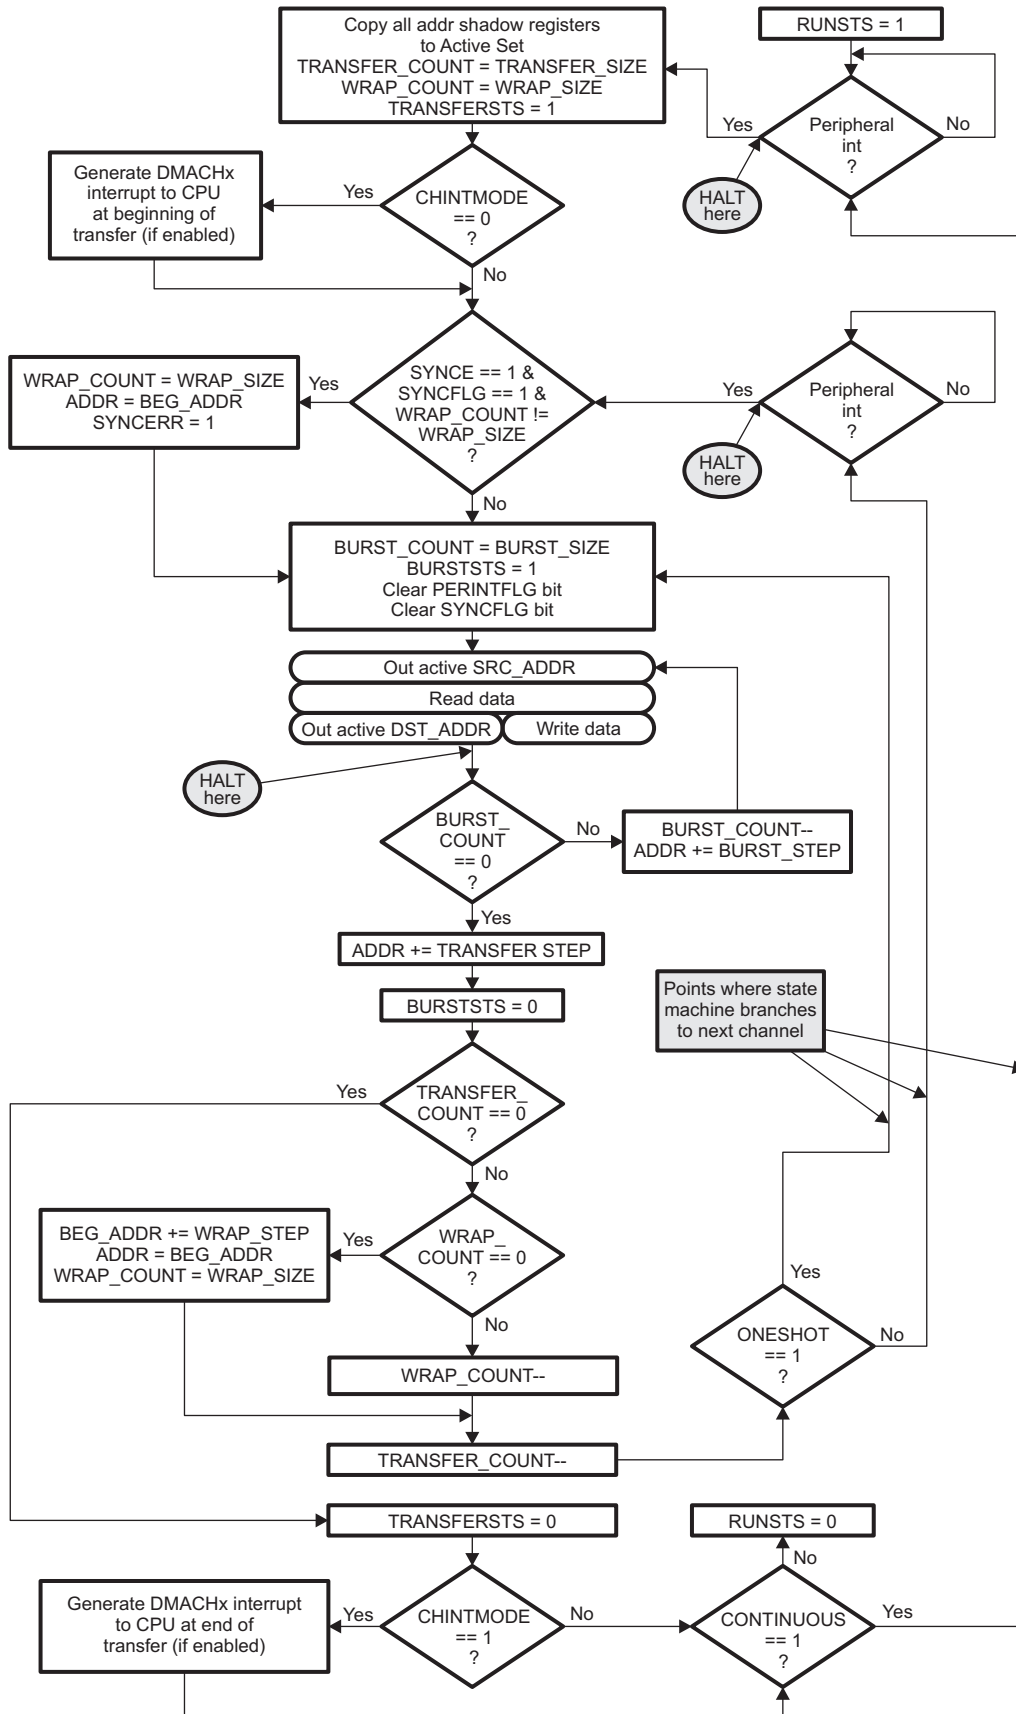 Copy all addr shadow registers
to Active Set
TRANSFER_COUNT = TRANSFER_SIZE
WRAP_COUNT = WRAP_SIZE
TRANSFERSTS = 1
RUNSTS = 1
Peripheral
int
?
Yes
No
HALT
here
Generate DMACHx
interrupt to CPU
at beginning of
transfer (if enabled)
Yes
CHINTMODE
== 0
?
No
WRAP_COUNT = WRAP_SIZE
ADDR = BEG_ADDR
SYNCERR = 1
Yes
SYNCE == 1 &
SYNCFLG == 1 &
WRAP_COUNT !=
WRAP_SIZE
?
No
Yes
Peripheral
int
?
No
HALT
here
BURST_COUNT = BURST_SIZE
BURSTSTS = 1
Clear PERINTFLG bit
Clear SYNCFLG bit
Out active SRC_ADDR
Read data
Out active DST_ADDR
Write data
HALT
here
BURST_
COUNT
== 0
?
No
BURST_COUNT--
ADDR += BURST_STEP
Yes
ADDR += TRANSFER STEP
BURSTSTS = 0
Points where state
machine branches
to next channel
Yes
TRANSFER_
COUNT == 0
?
No
BEG_ADDR += WRAP_STEP
ADDR = BEG_ADDR
WRAP_COUNT = WRAP_SIZE
Yes
WRAP_
COUNT == 0
?
No
WRAP_COUNT--
TRANSFER_COUNT--
Yes
ONESHOT
== 1
?
No
TRANSFERSTS = 0
RUNSTS = 0
No
Generate DMACHx interrupt
to CPU at end of
transfer (if enabled)
Yes
CHINTMODE
== 1
?
No
CONTINUOUS
== 1
?
Yes